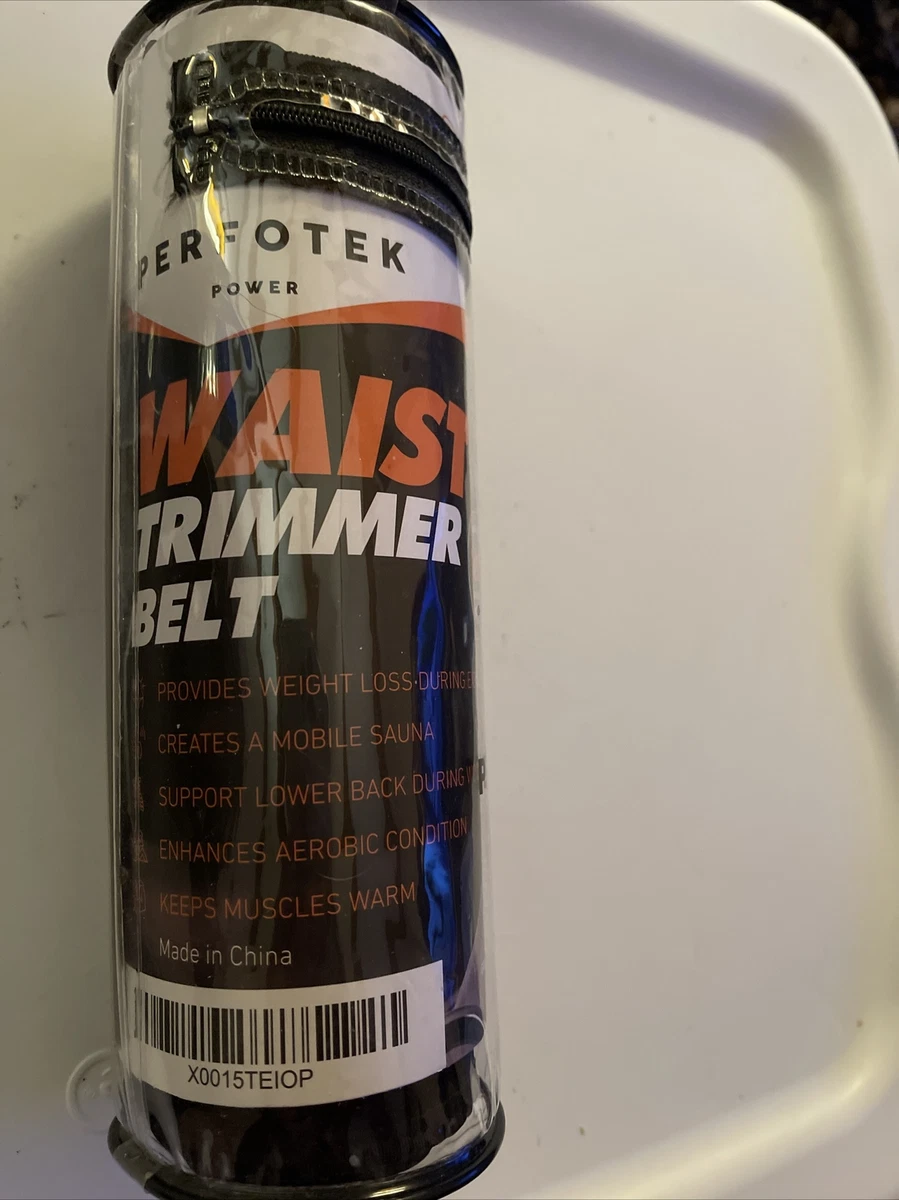 PERFOTEK
POWER
WAIST
TRIMMER
BELT
PROVIDES WEIGHT LOSS DURING
CREATES A MOBILE SAUNA
SUPPORT LOWER BACK DURING
ENHANCES AEROBIC CONDITION
KEEPS MUSCLES WARM
Made in China
X0015TEIOP